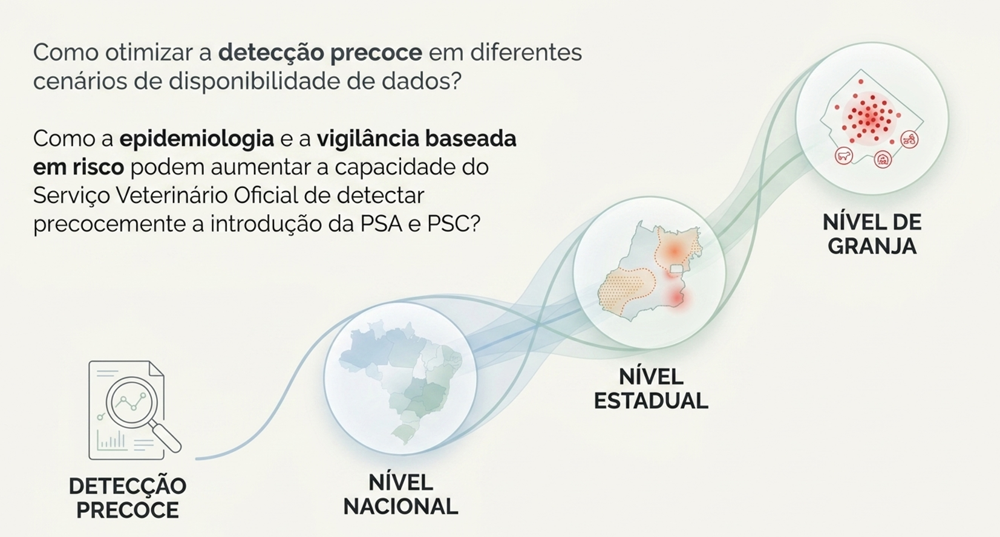 Como otimizar a detecção precoce em diferentes
cenários de disponibilidade de dados?
Como a epidemiologia e a vigilância baseada
em risco podem aumentar a capacidade do
Serviço Veterinário Oficial de detectar
precocemente a introdução da PSA e PSC?
NÍVEL DE
GRANJA
NÍVEL
ESTADUAL
NÍVEL
NACIONAL
DETECÇÃO
PRECOCE